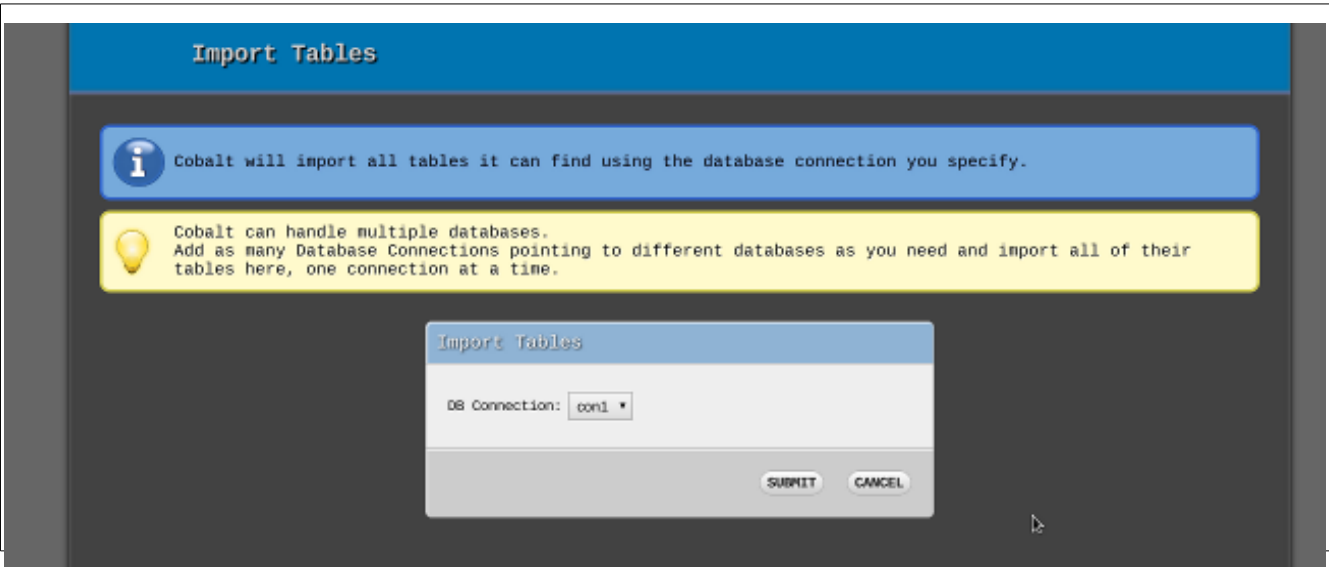 Import Tables
Cobalt will import all tables it can find using the database connection you specify.
Cobalt can handle multiple databases.
Add as many Database Connections pointing to different databases as you need and import all of their
tables here, one connection at a time.
Import Tables
DB Connection: con1
SUBMIT CANCEL